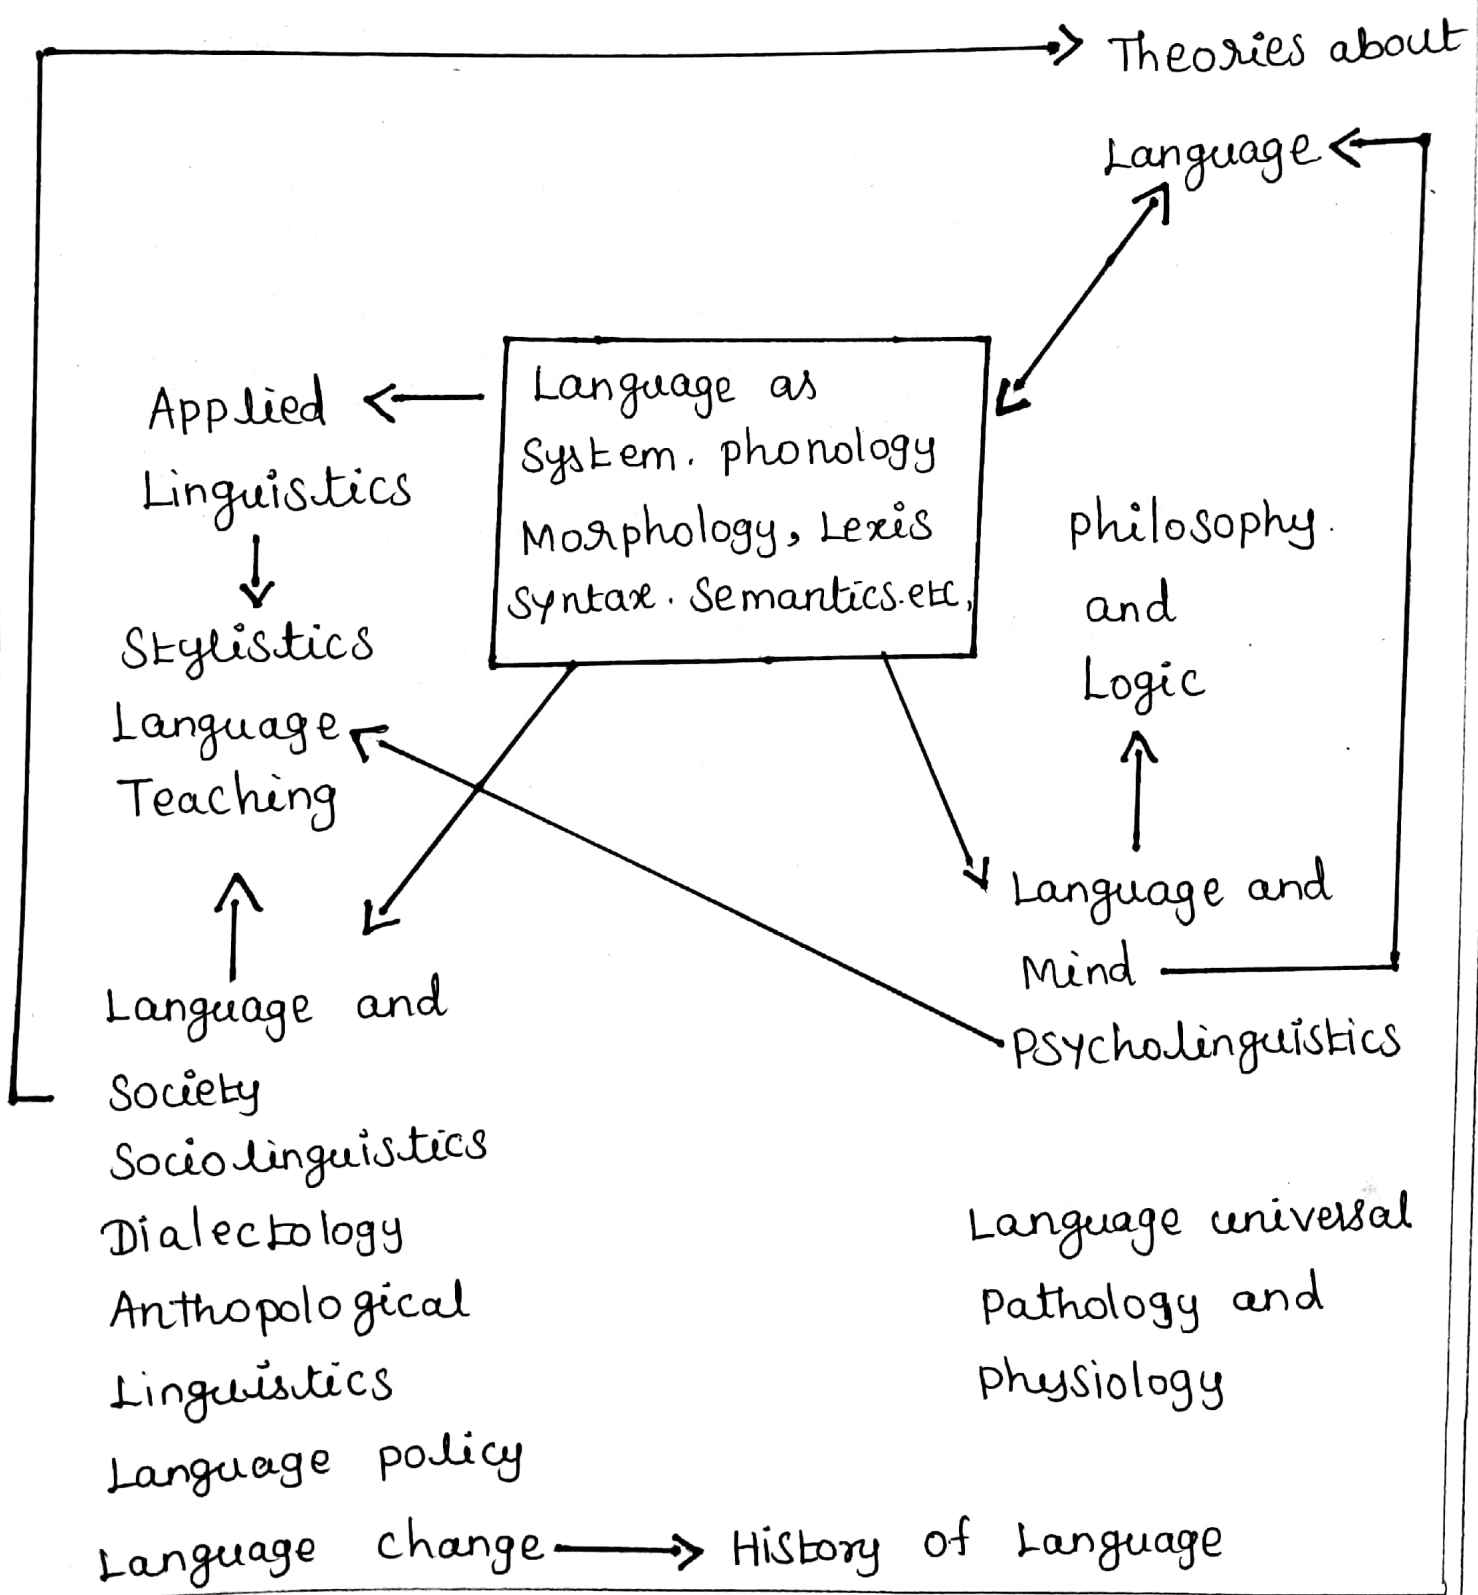 Theories about
Language
Applied
Linguistics
Stylistics
Language
Teaching
Language as
System. phonology
Morphology, Lexis
Syntax. Semantics.etc,
philosophy.
and
Logic
Language and
Mind
Psycholinguistics
Language and
Society
Sociolinguistics
Dialectology
Anthopological
Linguistics
Language policy
Language change
History of Language
Language universal
Pathology and
Physiology